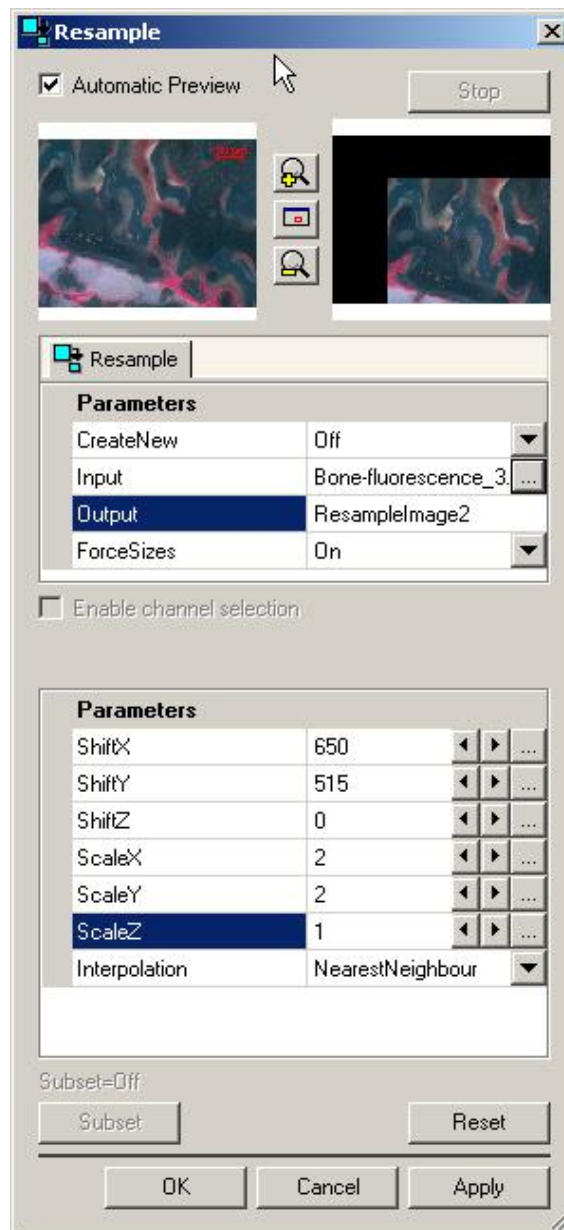 Resample
Automatic Preview
Stop
Resample
Parameters
CreateNew Off
Input Bone-fluorescence_3. ...
Output ResampleImage2
ForceSizes On
Enable channel selection
Parameters
ShiftX 650 ...
ShiftY 515 ...
ShiftZ 0 ...
ScaleX 2 ...
ScaleY 2 ...
ScaleZ 1 ...
Interpolation NearestNeighbour
Subset=Off
Subset Reset
OK Cancel Apply